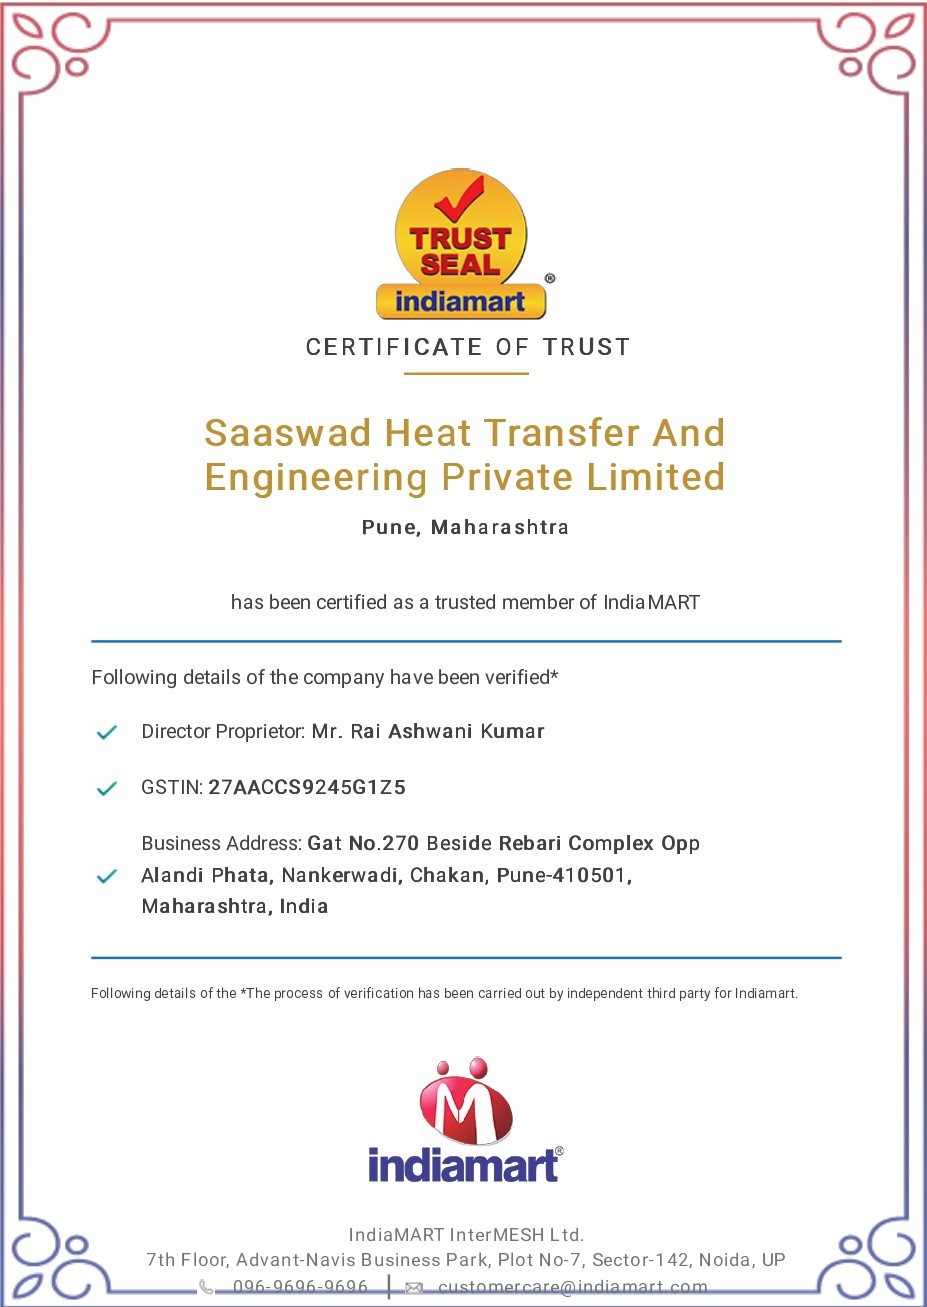 TRUST
SEAL
indiamart
®
CERTIFICATE OF TRUST
Saaswad Heat Transfer And
Engineering Private Limited
Pune, Maharashtra
has been certified as a trusted member of IndiaMART
Following details of the company have been verified*
Director Proprietor: Mr. Rai Ashwani Kumar
GSTIN: 27AACCS9245G1Z5
Business Address: Gat No.270 Beside Rebari Complex Opp
Alandi Phata, Nankerwadi, Chakan, Pune-410501,
Maharashtra, India
Following details of the *The process of verification has been carried out by independent third party for Indiamart.
indiamart®
IndiaMART InterMESH Ltd.
7th Floor, Advant-Navis Business Park, Plot No-7, Sector-142, Noida, UP
096-9696-9696 | customercare@indiamart.com